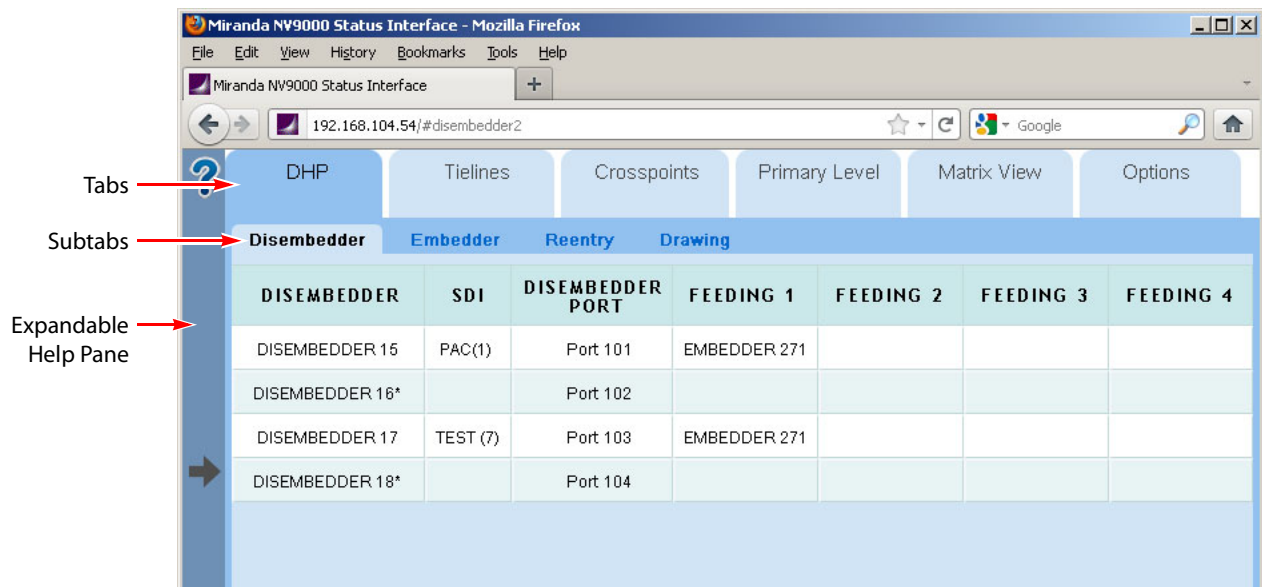 Miranda NV9000 Status Interface - Mozilla Firefox
File Edit View History Bookmarks Tools Help
Miranda NV9000 Status Interface +
192.168.104.54/#disembedder2 Google
? DHP Tielines Crosspoints Primary Level Matrix View Options
Tabs
Subtabs
Disembedder Embedder Reentry Drawing
DISEMBEDDER SDI DISEMBEDDER PORT FEEDING 1 FEEDING 2 FEEDING 3 FEEDING 4
Expandable Help Pane
DISEMBEDDER 15 PAC(1) Port 101 EMBEDDER 271
DISEMBEDDER 16* Port 102
DISEMBEDDER 17 TEST (7) Port 103 EMBEDDER 271
DISEMBEDDER 18* Port 104